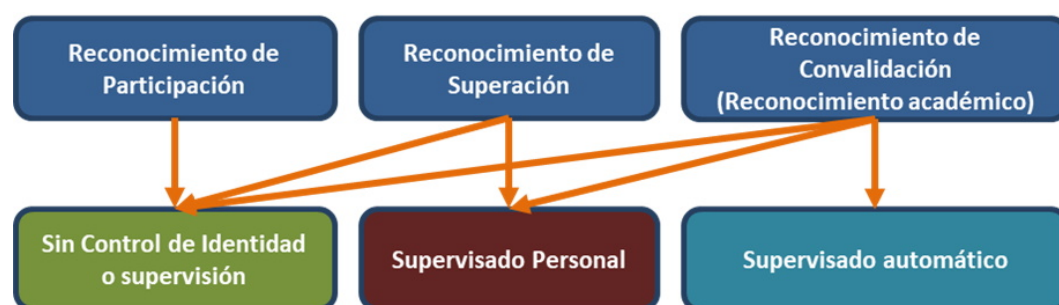 Reconocimiento de
Participación
Reconocimiento de
Superación
Reconocimiento de
Convalidación
(Reconocimiento académico)
Sin Control de Identidad
o supervisión
Supervisado Personal
Supervisado automático